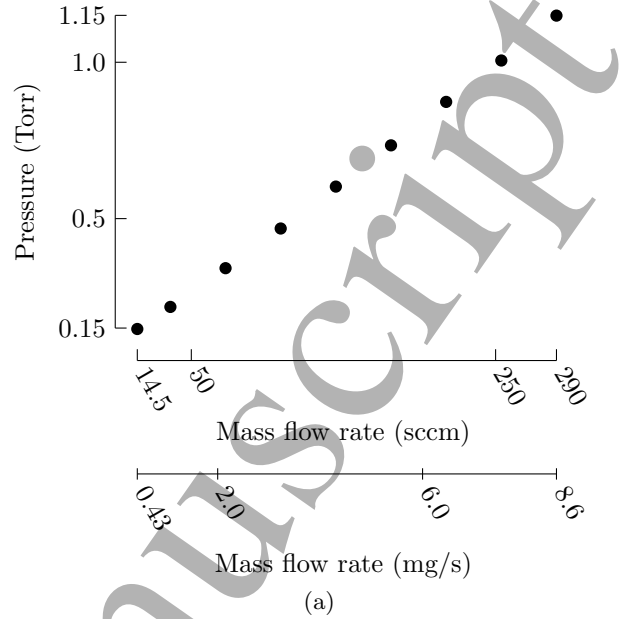 1.15
1.0
0.5
0.15
Pressure (Torr)
14.5 50 250 290
Mass flow rate (sccm)
0.43 2.0 6.0 8.6
Mass flow rate (mg/s)
(a)
nuscript